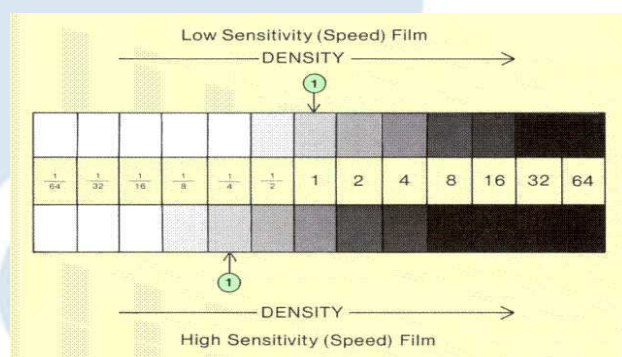 Low Sensitivity (Speed) Film
DENSITY
1
1/64 1/32 1/16 1/8 1/4 1/2 1 2 4 8 16 32 64
1
DENSITY
High Sensitivity (Speed) Film